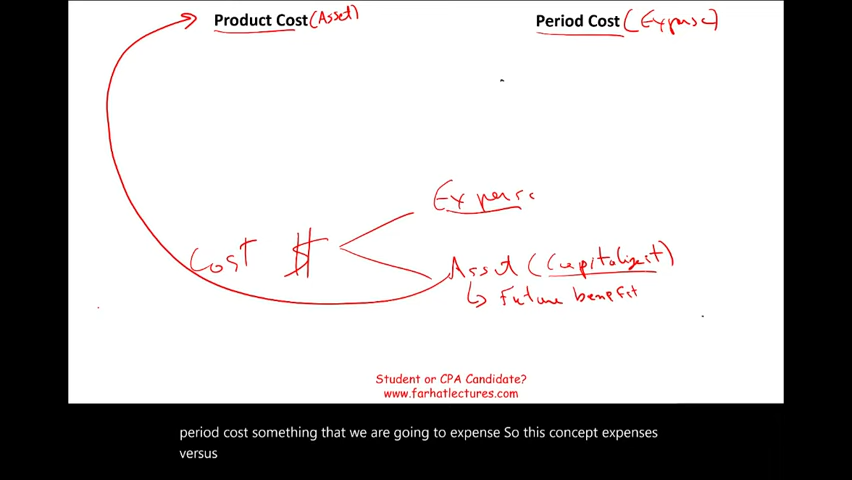 Product Cost (Asset)
Period Cost (Expense)
Expense
Cost $
Asset (Capitalized)
Future benefit
Student or CPA Candidate?
www.farhatlectures.com
period cost something that we are going to expense So this concept expenses
versus